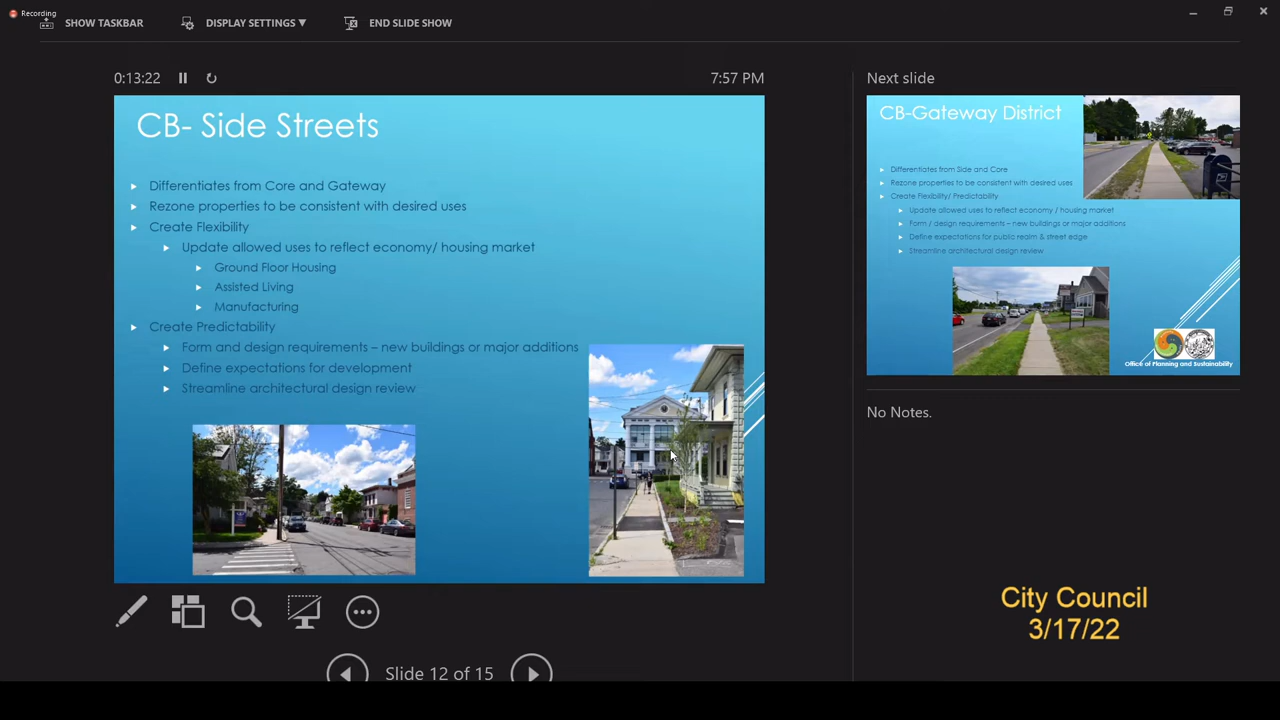 Recording
SHOW TASKBAR
DISPLAY SETTINGS ▼
END SLIDE SHOW
0:13:22
7:57 PM
CB- Side Streets
Differentiates from Core and Gateway
Rezone properties to be consistent with desired uses
Create Flexibility
Update allowed uses to reflect economy/ housing market
Ground Floor Housing
Assisted Living
Manufacturing
Create Predictability
Form and design requirements – new buildings or major additions
Define expectations for development
Streamline architectural design review
Slide 12 of 15
Next slide
CB-Gateway District
Differentiates from Side and Core
Rezone properties to be consistent with desired uses
Create Flexibility/ Predictability
Update allowed uses to reflect economy / housing market
Form / design requirements – new buildings or major additions
Define expectations for public realm & street edge
Streamline architectural design review
Office of Planning and Sustainability
No Notes.
City Council
3/17/22